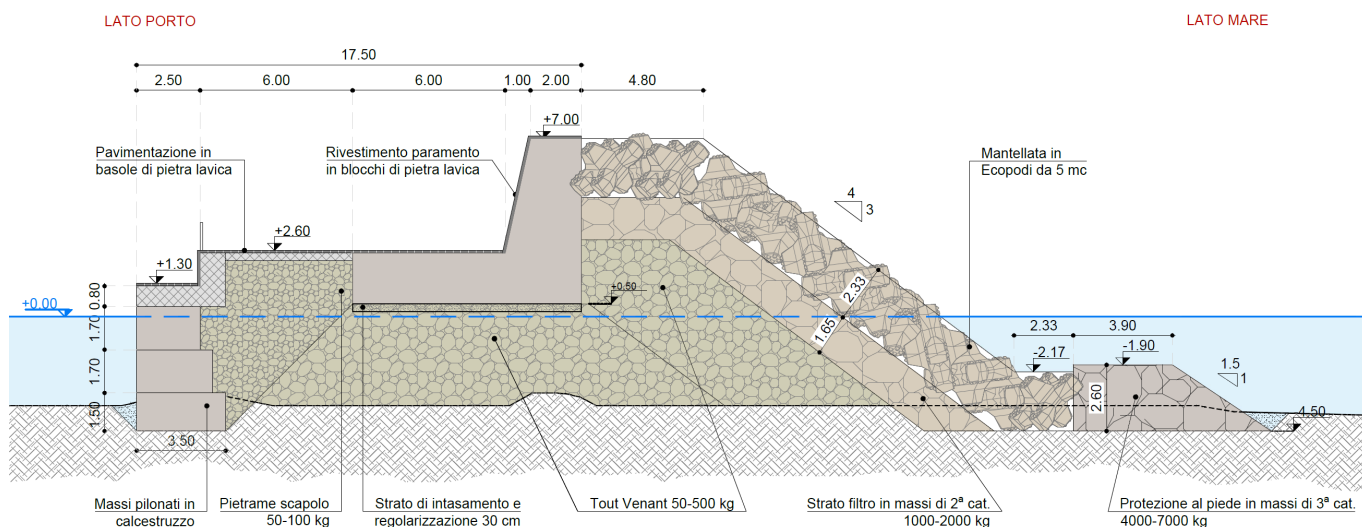 LATO PORTO
LATO MARE
17.50
2.50
6.00
6.00
1.00
2.00
4.80
+7.00
Pavimentazione in
basole di pietra lavica
Rivestimento paramento
in blocchi di pietra lavica
Mantellata in
Ecopodi da 5 mc
4
3
+2.60
+1.30
+0.50
+0.00
0.80
1.70
1.70
1.50
3.50
2.33
1.65
2.33
3.90
-2.17
-1.90
1.5
1
2.60
-4.50
Massi pilonati in
calcestruzzo
Pietrame scapolo
50-100 kg
Strato di intasamento e
regolarizzazione 30 cm
Tout Venant 50-500 kg
Strato filtro in massi di 2ª cat.
1000-2000 kg
Protezione al piede in massi di 3ª cat.
4000-7000 kg